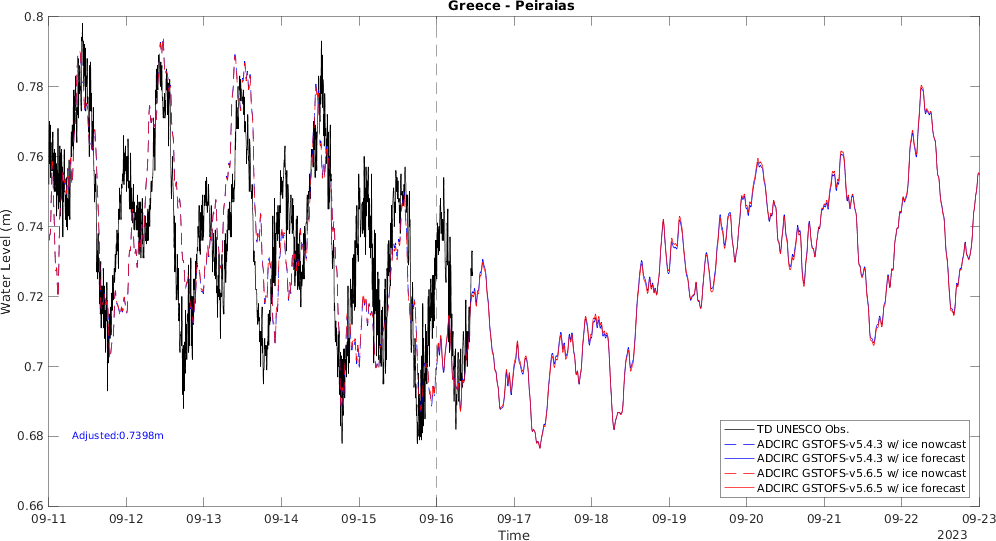 Greece - Peiraias
0.8
0.78
0.76
0.74
0.72
0.7
0.68
0.66
Water Level (m)
Adjusted:0.7398m
TD UNESCO Obs.
ADCIRC GSTOFS-v5.4.3 w/ ice nowcast
ADCIRC GSTOFS-v5.4.3 w/ ice forecast
ADCIRC GSTOFS-v5.6.5 w/ ice nowcast
ADCIRC GSTOFS-v5.6.5 w/ ice forecast
09-11 09-12 09-13 09-14 09-15 09-16 09-17 09-18 09-19 09-20 09-21 09-22 09-23
Time
2023